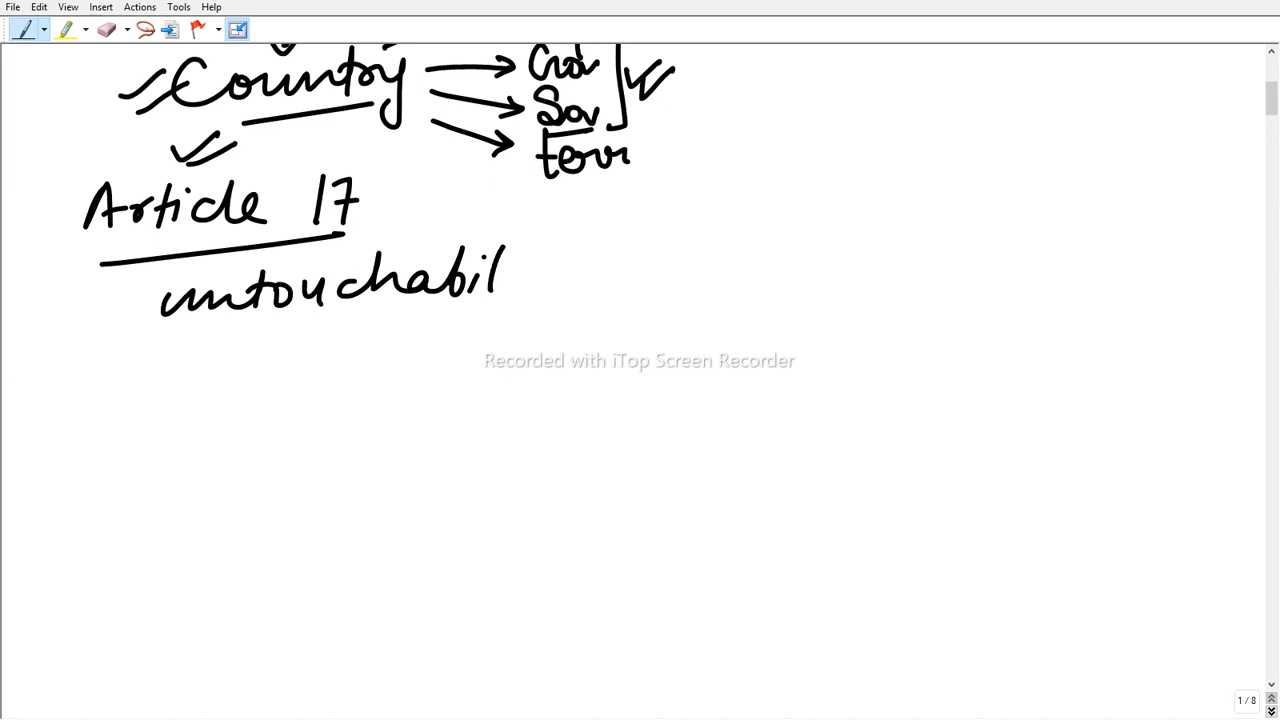 File Edit View Insert Actions Tools Help
Country
Sov
Terr
Article 17
untouchabil
Recorded with iTop Screen Recorder
1 / 8